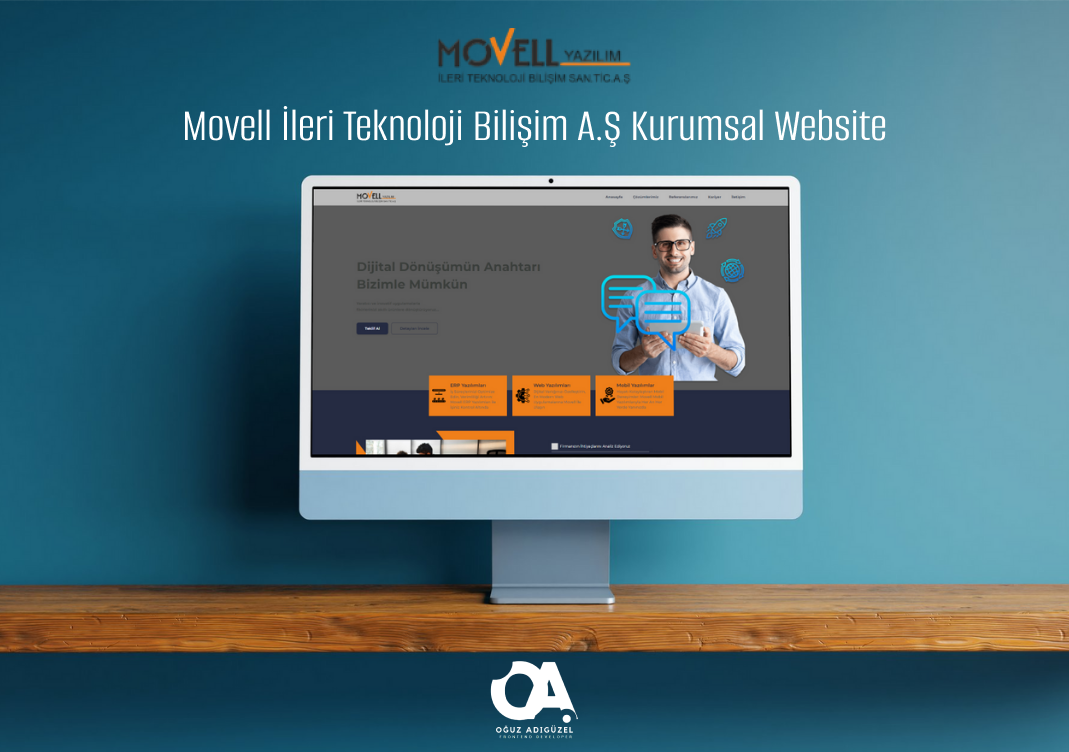 MOVELL YAZILIM
İLERİ TEKNOLOJİ BİLİŞİM SAN.TİC.A.Ş
Movell İleri Teknoloji Bilişim A.Ş Kurumsal Website
MOVELL
Anasayfa Çözümlerimiz Referanslarımız Kariyer İletişim
Dijital Dönüşümün Anahtarı
Bizimle Mümkün
Teklif Al
ERP Yazılımları
Web Yazılımları
Mobil Yazılımlar
Firmanızın İhtiyaçlarını Analiz Ediyoruz
OA
OĞUZ ADIGÜZEL
FRONTEND DEVELOPER